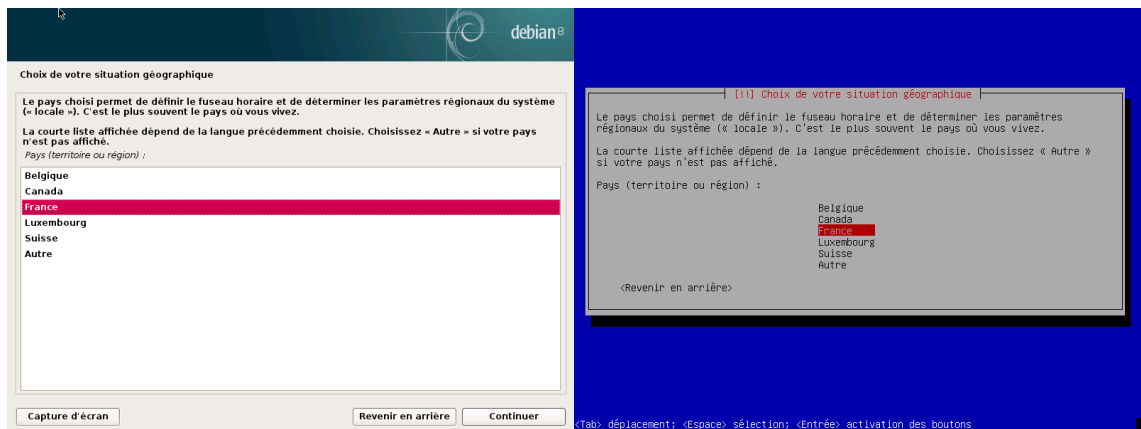 debian 8
Choix de votre situation géographique
Le pays choisi permet de définir le fuseau horaire et de déterminer les paramètres régionaux du système
(« locale »). C'est le plus souvent le pays où vous vivez.
La courte liste affichée dépend de la langue précédemment choisie. Choisissez « Autre » si votre pays
n'est pas affiché.
Pays (territoire ou région) :
Belgique
Canada
France
Luxembourg
Suisse
Autre
Capture d'écran
Revenir en arrière
Continuer
[!!] Choix de votre situation géographique
Le pays choisi permet de définir le fuseau horaire et de déterminer les paramètres
régionaux du système (« locale »). C'est le plus souvent le pays où vous vivez.
La courte liste affichée dépend de la langue précédemment choisie. Choisissez « Autre »
si votre pays n'est pas affiché.
Pays (territoire ou région) :
Belgique
Canada
France
Luxembourg
Suisse
Autre
<Revenir en arrière>
<Tab> déplacement; <Espace> sélection; <Entrée> activation des boutons